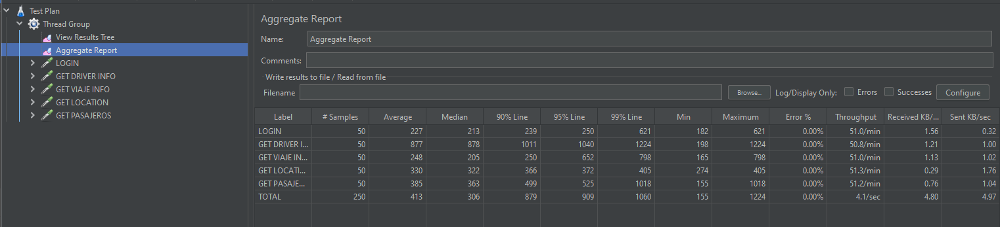 Test Plan
Thread Group
View Results Tree
Aggregate Report
LOGIN
GET DRIVER INFO
GET VIAJE INFO
GET LOCATION
GET PASAJEROS
Aggregate Report
Name: Aggregate Report
Comments:
Write results to file / Read from file
Filename Browse... Log/Display Only: Errors Successes Configure
Label # Samples Average Median 90% Line 95% Line 99% Line Min Maximum Error % Throughput Received KB/... Sent KB/sec
LOGIN 50 227 213 239 250 621 182 621 0.00% 51.0/min 1.56 0.32
GET DRIVER I... 50 877 878 1011 1040 1224 198 1224 0.00% 50.8/min 1.21 1.00
GET VIAJE IN... 50 248 205 250 652 798 165 798 0.00% 51.0/min 1.13 1.02
GET LOCATI... 50 330 322 366 372 405 274 405 0.00% 51.3/min 0.29 1.76
GET PASAJE... 50 385 363 499 525 1018 155 1018 0.00% 51.2/min 0.76 1.04
TOTAL 250 413 306 879 909 1060 155 1224 0.00% 4.1/sec 4.80 4.97